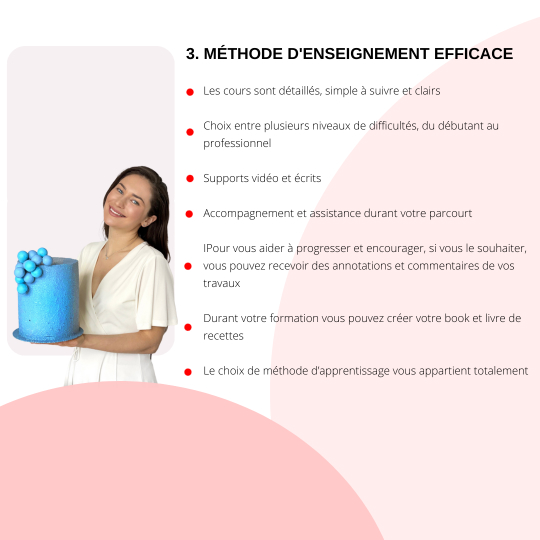 3. MÉTHODE D'ENSEIGNEMENT EFFICACE
Les cours sont détaillés, simple à suivre et clairs
Choix entre plusieurs niveaux de difficultés, du débutant au
professionnel
Supports vidéo et écrits
Accompagnement et assistance durant votre parcourt
IPour vous aider à progresser et encourager, si vous le souhaiter,
vous pouvez recevoir des annotations et commentaires de vos
travaux
Durant votre formation vous pouvez créer votre book et livre de
recettes
Le choix de méthode d'apprentissage vous appartient totalement